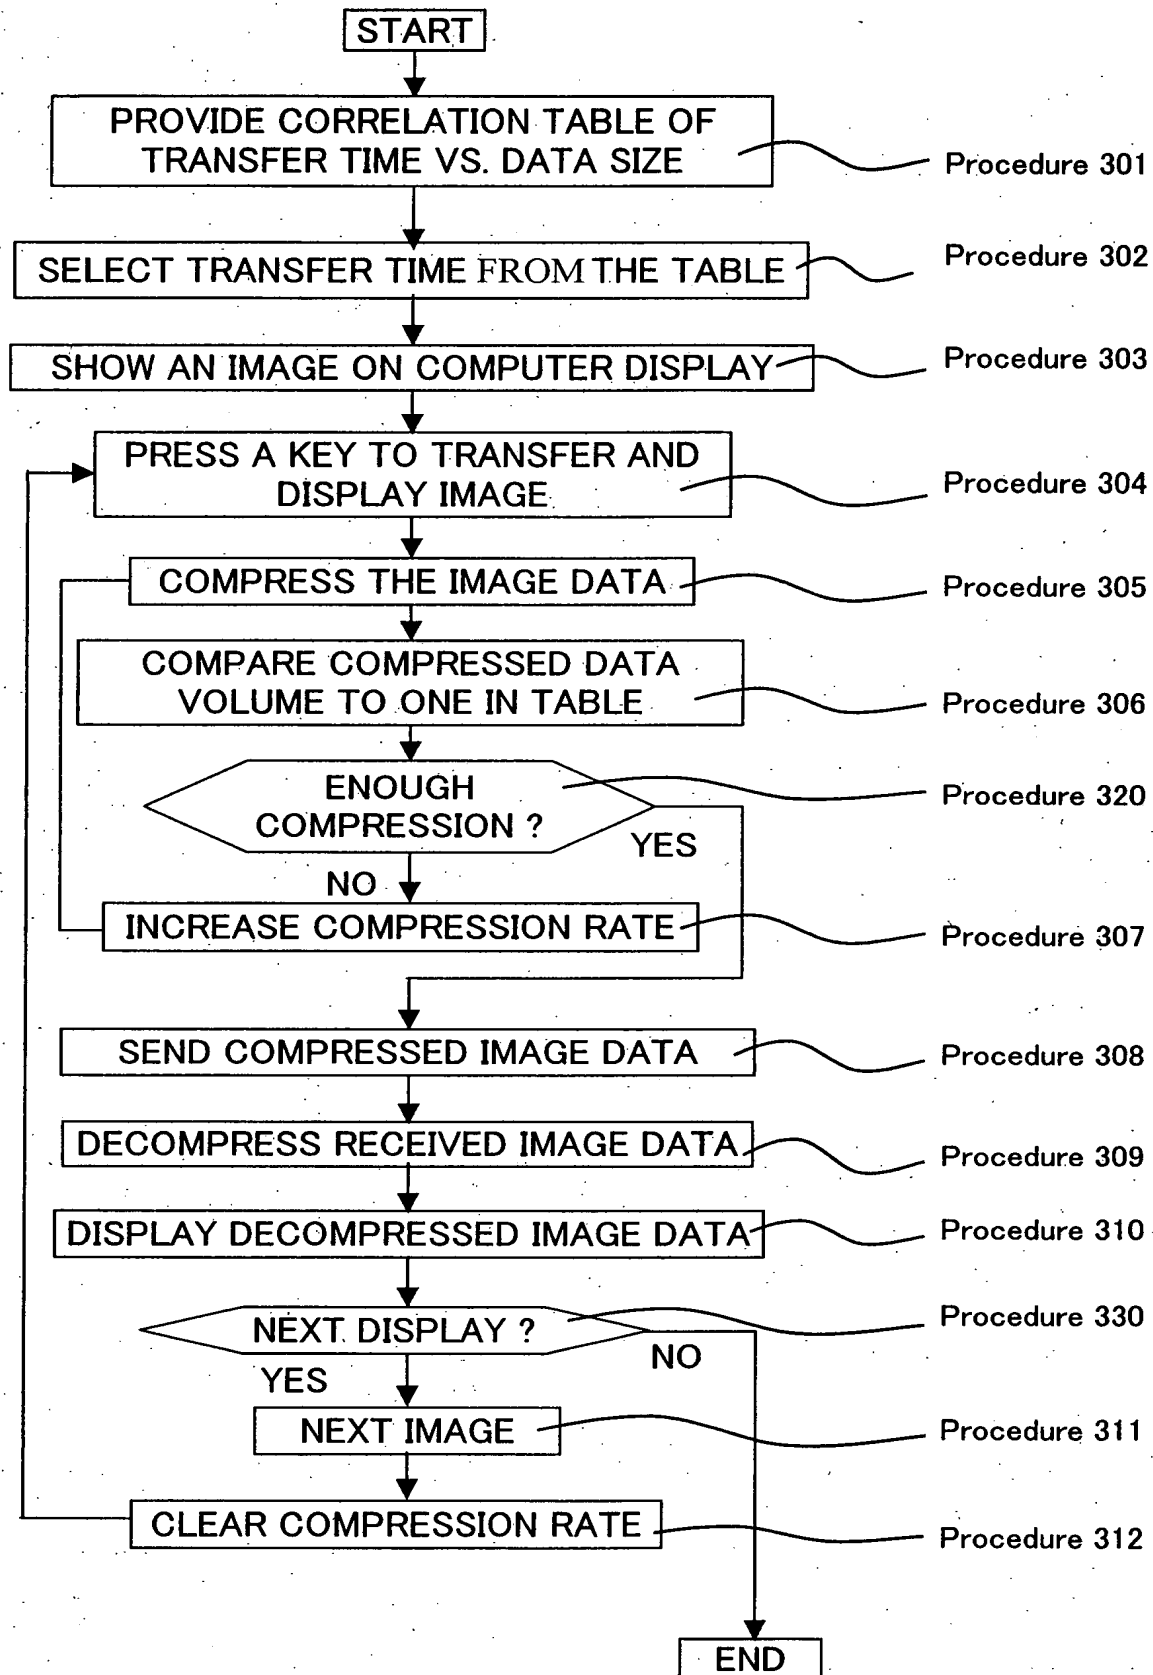 START
PROVIDE CORRELATION TABLE OF
TRANSFER TIME VS. DATA SIZE
Procedure 301
SELECT TRANSFER TIME FROM THE TABLE
Procedure 302
SHOW AN IMAGE ON COMPUTER DISPLAY
Procedure 303
PRESS A KEY TO TRANSFER AND
DISPLAY IMAGE
Procedure 304
COMPRESS THE IMAGE DATA
Procedure 305
COMPARE COMPRESSED DATA
VOLUME TO ONE IN TABLE
Procedure 306
ENOUGH
COMPRESSION ?
Procedure 320
YES
NO
INCREASE COMPRESSION RATE
Procedure 307
SEND COMPRESSED IMAGE DATA
Procedure 308
DECOMPRESS RECEIVED IMAGE DATA
Procedure 309
DISPLAY DECOMPRESSED IMAGE DATA
Procedure 310
NEXT DISPLAY ?
Procedure 330
NO
YES
NEXT IMAGE
Procedure 311
CLEAR COMPRESSION RATE
Procedure 312
END